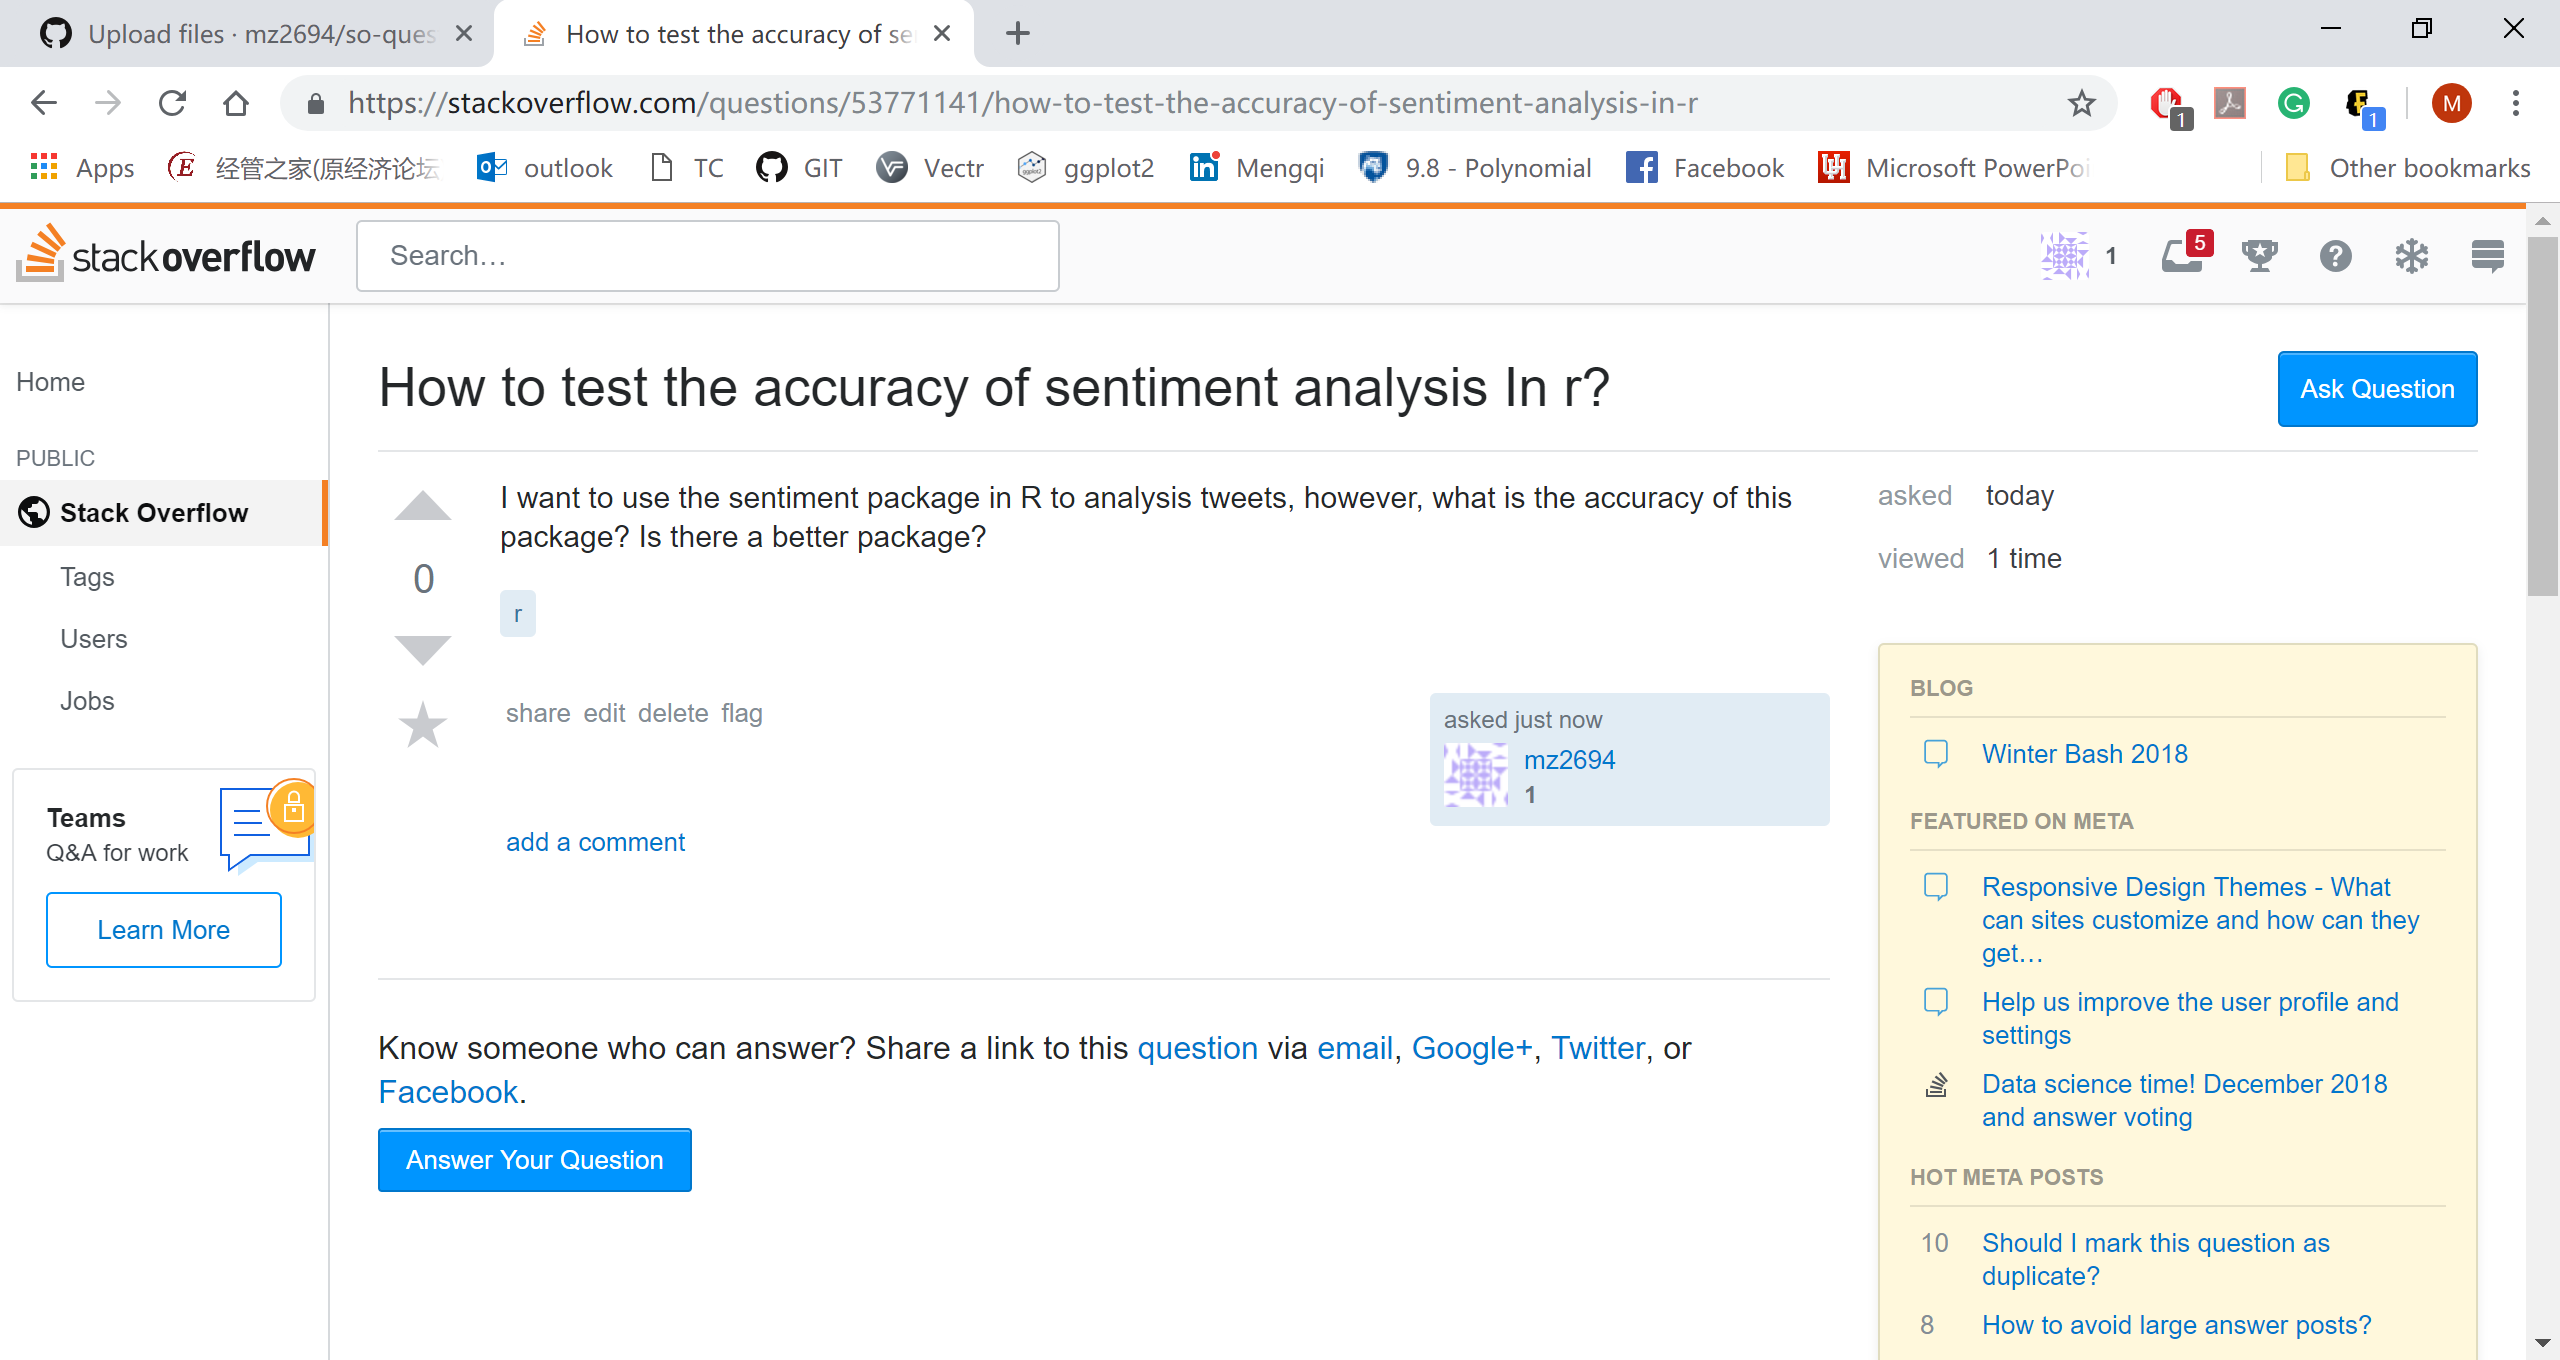 Upload files · mz2694/so-ques
How to test the accuracy of se
https://stackoverflow.com/questions/53771141/how-to-test-the-accuracy-of-sentiment-analysis-in-r
1
1
M
Apps
经管之家(原经济论坛
outlook
TC
GIT
Vectr
ggplot2
Mengqi
9.8 - Polynomial
Facebook
Microsoft PowerPoi
Other bookmarks
stackoverflow
Search…
1
5
Home
PUBLIC
Stack Overflow
Tags
Users
Jobs
Teams
Q&A for work
Learn More
How to test the accuracy of sentiment analysis In r?
Ask Question
0
I want to use the sentiment package in R to analysis tweets, however, what is the accuracy of this
package? Is there a better package?
r
share edit delete flag
asked just now
mz2694
1
add a comment
Know someone who can answer? Share a link to this question via email, Google+, Twitter, or
Facebook.
Answer Your Question
asked today
viewed 1 time
BLOG
Winter Bash 2018
FEATURED ON META
Responsive Design Themes - What
can sites customize and how can they
get…
Help us improve the user profile and
settings
Data science time! December 2018
and answer voting
HOT META POSTS
10 Should I mark this question as
duplicate?
8 How to avoid large answer posts?